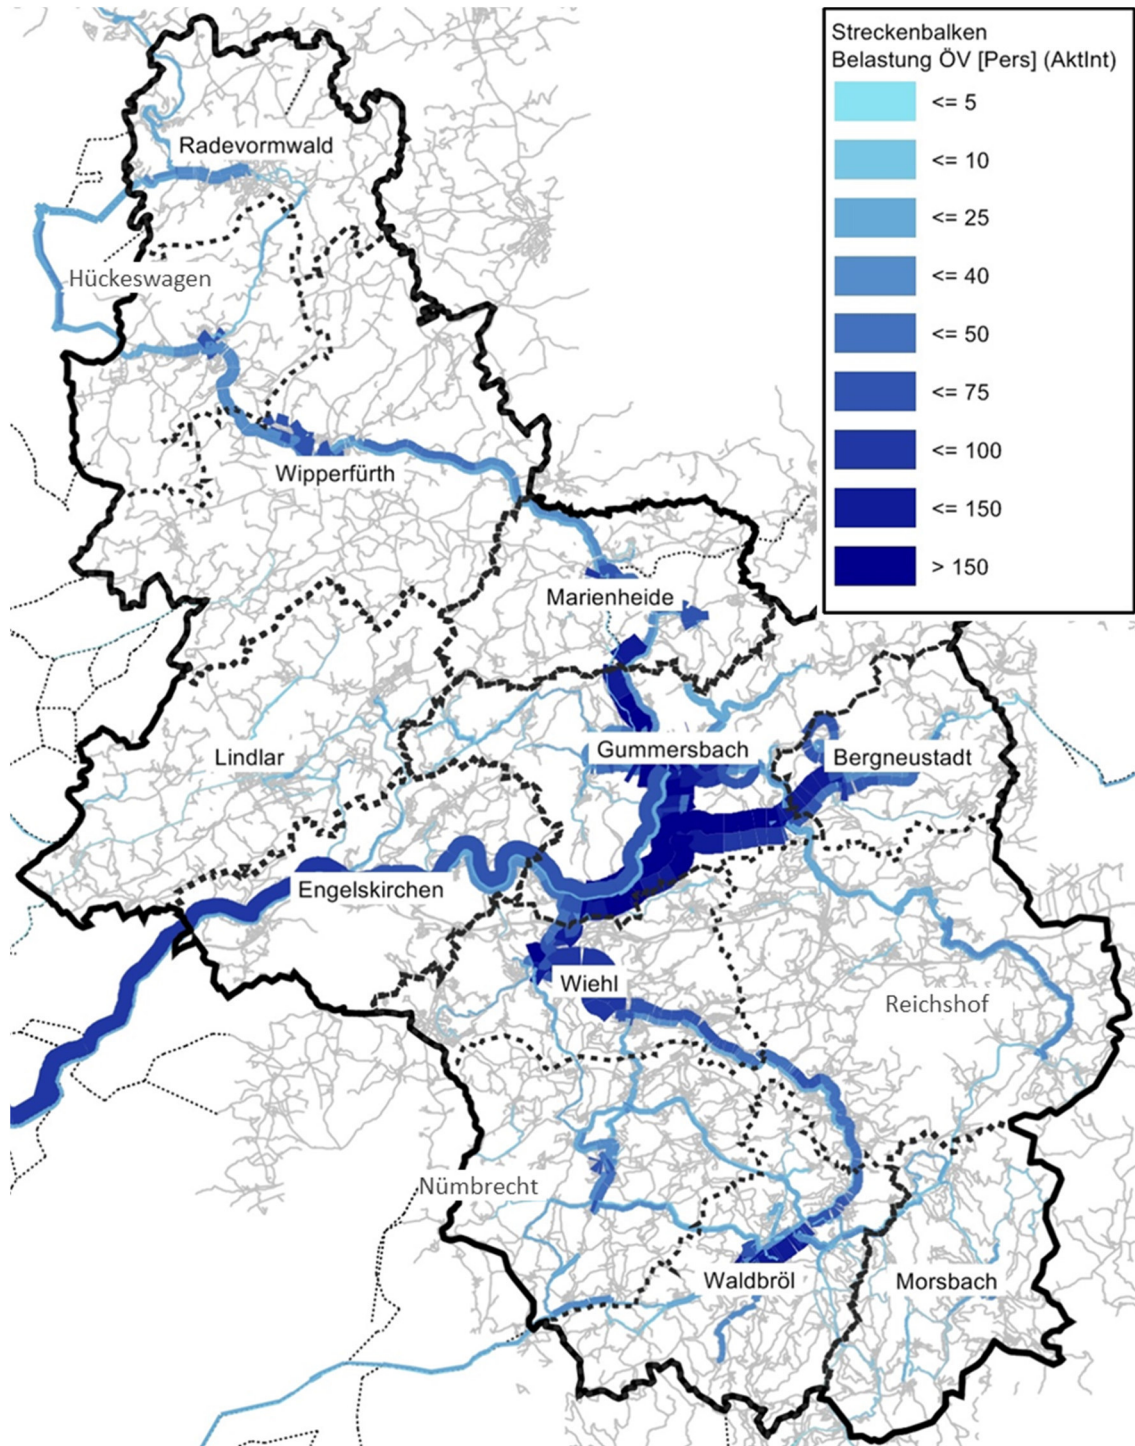 Streckenbalken
Belastung ÖV [Pers] (AktInt)
<= 5
<= 10
<= 25
<= 40
<= 50
<= 75
<= 100
<= 150
> 150
Radevormwald
Hückeswagen
Wipperfürth
Marienheide
Lindlar
Gummersbach
Bergneustadt
Engelskirchen
Wiehl
Reichshof
Nümbrecht
Waldbröl
Morsbach